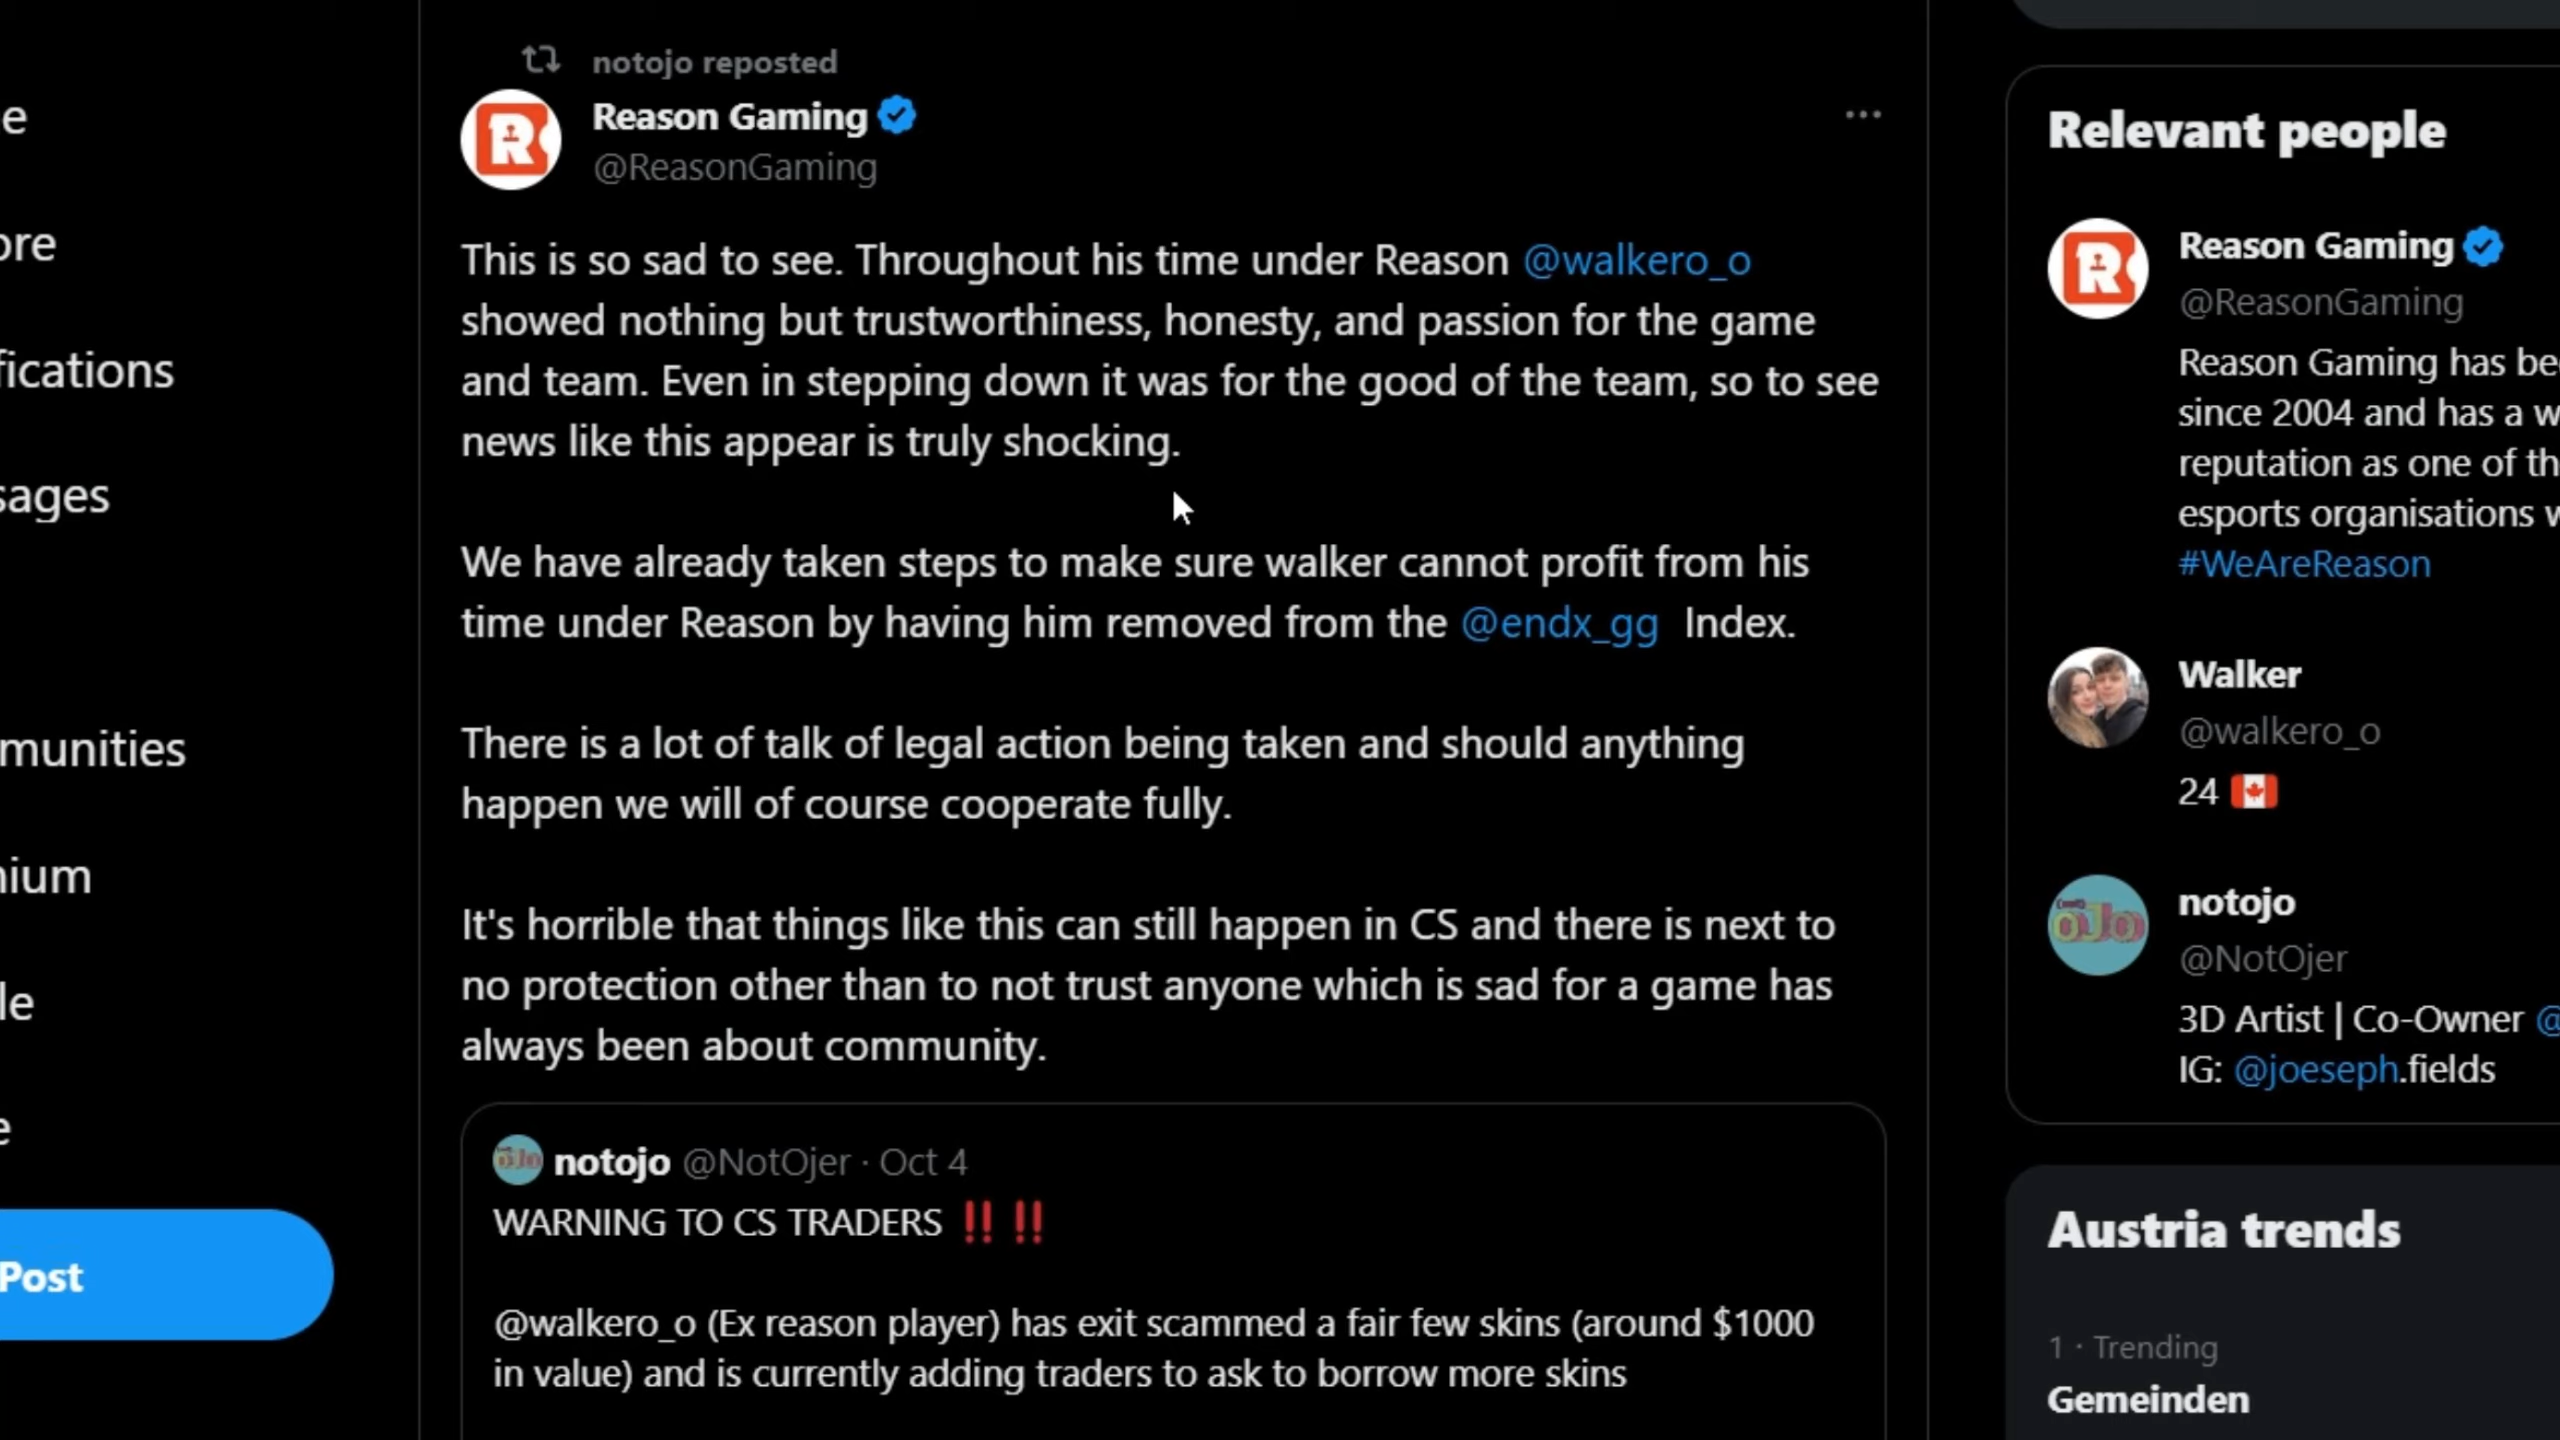 notojo reposted
Reason Gaming
@ReasonGaming
This is so sad to see. Throughout his time under Reason @walkero_o
showed nothing but trustworthiness, honesty, and passion for the game
and team. Even in stepping down it was for the good of the team, so to see
news like this appear is truly shocking.
We have already taken steps to make sure walker cannot profit from his
time under Reason by having him removed from the @endx_gg Index.
There is a lot of talk of legal action being taken and should anything
happen we will of course cooperate fully.
It's horrible that things like this can still happen in CS and there is next to
no protection other than to not trust anyone which is sad for a game has
always been about community.
notojo @NotOjer · Oct 4
WARNING TO CS TRADERS ‼️ ‼️
@walkero_o (Ex reason player) has exit scammed a fair few skins (around $1000
in value) and is currently adding traders to ask to borrow more skins
e
ore
fications
sages
munities
nium
le
e
Post
Relevant people
Reason Gaming
@ReasonGaming
Reason Gaming has bee
since 2004 and has a w
reputation as one of th
esports organisations w
#WeAreReason
Walker
@walkero_o
24 🇨🇦
notojo
@NotOjer
3D Artist | Co-Owner @
IG: @joeseph.fields
Austria trends
1 · Trending
Gemeinden